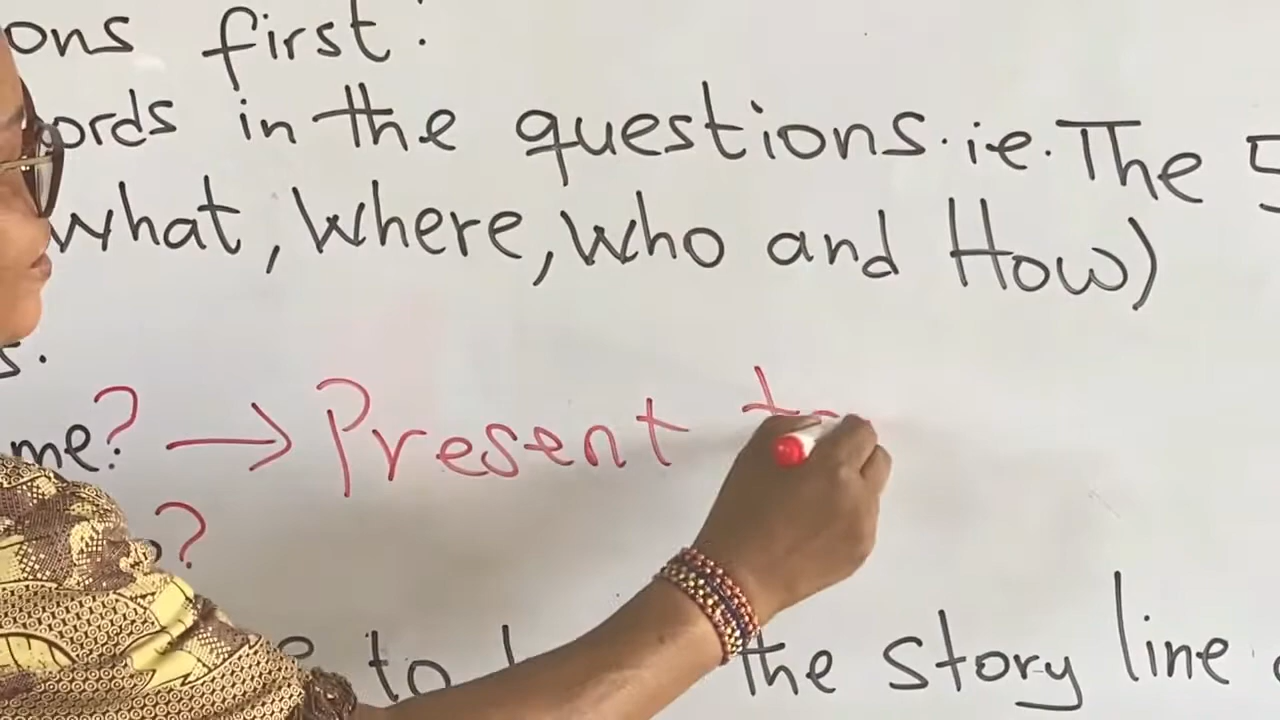 ons first:
ords in the questions. ie. The 5
what, Where, Who and How)
s.
me? → Present t
?
to the story line